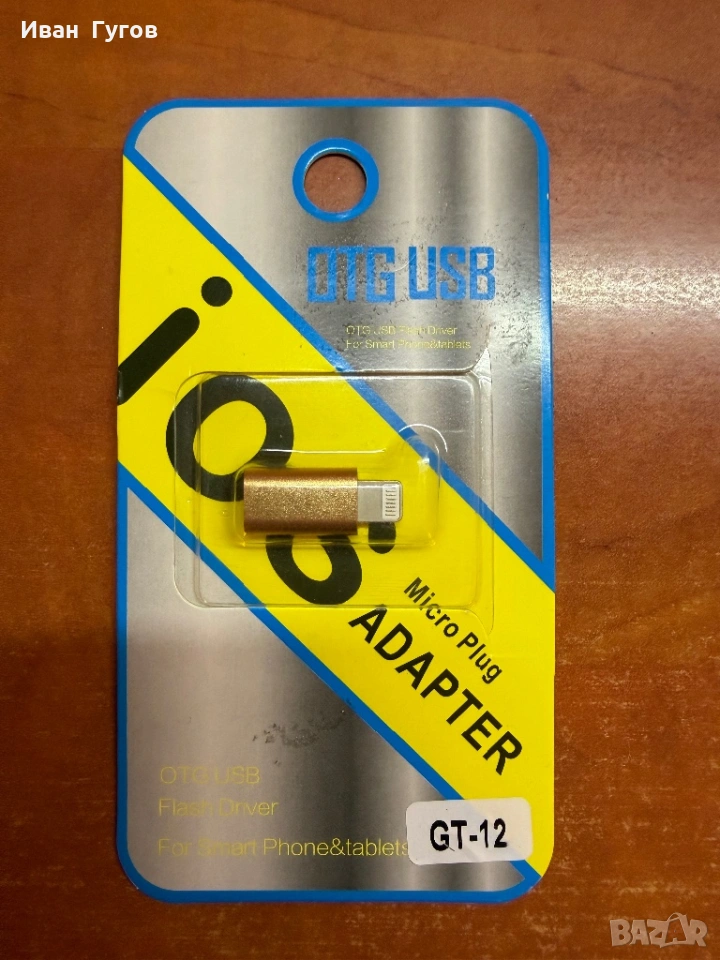 Иван Гугов
OTG USB
OTG USB Flash Driver
For Smart Phone&tablets
iOS
Micro Plug
ADAPTER
OTG USB
Flash Driver
For Smart Phone&tablets
GT-12
BAZAR